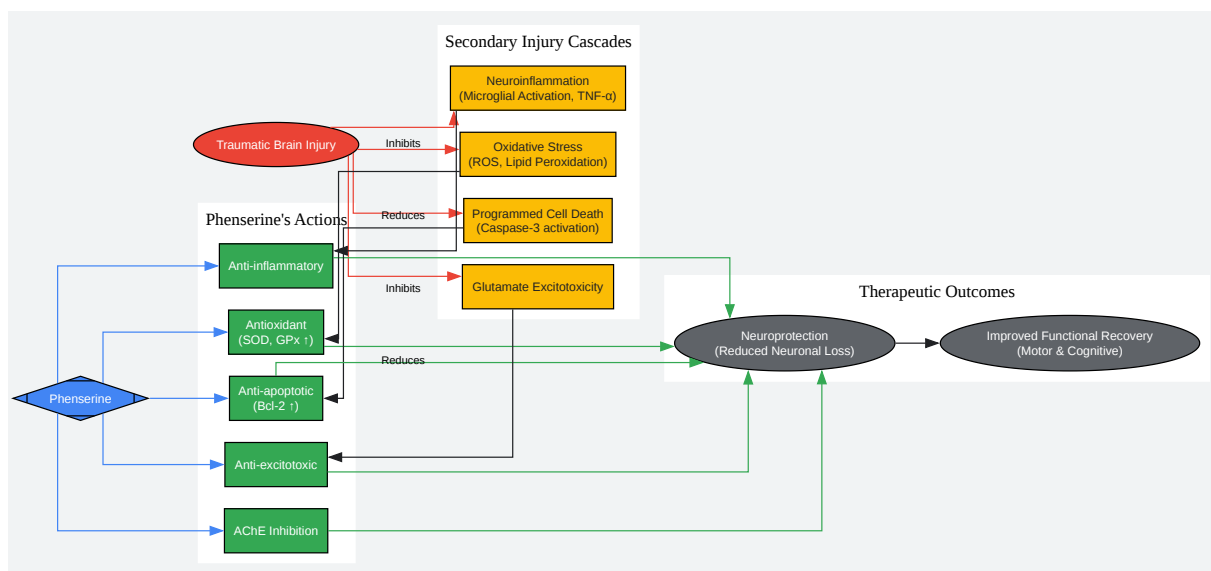 Secondary Injury Cascades
Neuroinflammation
(Microglial Activation, TNF-α)
Traumatic Brain Injury
Inhibits
Oxidative Stress
(ROS, Lipid Peroxidation)
Phenserine's Actions
Reduces
Programmed Cell Death
(Caspase-3 activation)
Anti-inflammatory
Inhibits
Glutamate Excitotoxicity
Therapeutic Outcomes
Antioxidant
(SOD, GPx ↑)
Neuroprotection
(Reduced Neuronal Loss)
Improved Functional Recovery
(Motor & Cognitive)
Reduces
Phenserine
Anti-apoptotic
(Bcl-2 ↑)
Anti-excitotoxic
AChE Inhibition